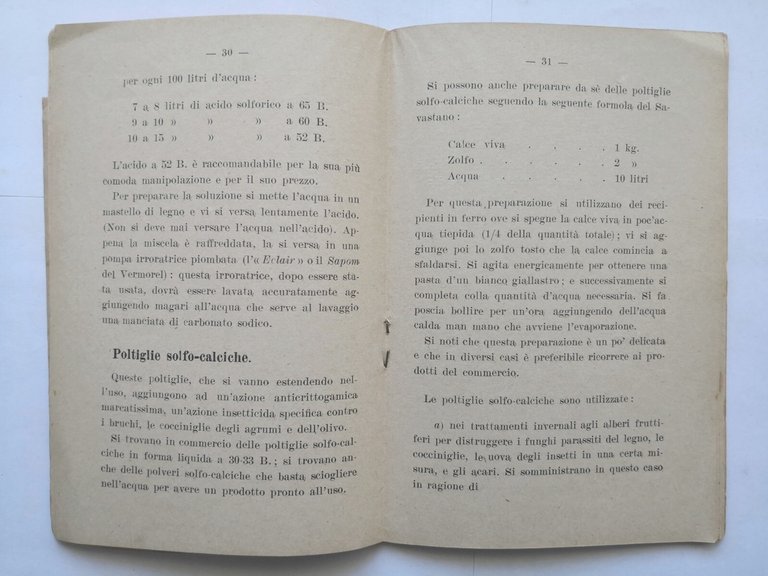 — 30 —
per ogni 100 litri d'acqua :
7 a 8 litri di acido solforico a 65 B.
9 a 10 » » » a 60 B.
10 a 15 » » » a 52 B.
L'acido a 52 B. è raccomandabile per la sua più
comoda manipolazione e per il suo prezzo.
Per preparare la soluzione si mette l'acqua in un
mastello di legno e vi si versa lentamente l'acido.
(Non si deve mai versare l'acqua nell'acido). Ap-
pena la miscela è raffreddata, la si versa in una
pompa irroratrice piombata (l'« Eclair » o il Sapom
del Vermorel) : questa irroratrice, dopo essere sta-
ta usata, dovrà essere lavata accuratamente ag-
giungendo magari all'acqua che serve al lavaggio
una manciata di carbonato sodico.
Poltiglie solfo-calciche.
Queste poltiglie, che si vanno estendendo nel-
l'uso, aggiungono ad un'azione anticrittogamica
marcatissima, un'azione insetticida specifica contro
i bruchi, le cocciniglie degli agrumi e dell'olivo.
Si trovano in commercio delle poltiglie solfo-cal-
ciche in forma liquida a 30-33 B. ; si trovano an-
che delle polveri solfo-calciche che basta sciogliere
nell'acqua per avere un prodotto pronto all'uso.
— 31 —
Si possono anche preparare da sè delle poltiglie
solfo-calciche seguendo la seguente formola del Sa-
vastano :
Calce viva . . . . 1 kg.
Zolfo . . . . . 2 »
Acqua . . . . . 10 litri
Per questa preparazione si utilizzano dei reci-
pienti in ferro ove si spegne la calce viva in poc'ac-
qua tiepida (1/4 della quantità totale) ; vi si ag-
giunge poi lo zolfo tosto che la calce comincia a
sfaldarsi. Si agita energicamente per ottenere una
pasta d'un bianco giallastro ; e successivamente si
completa colla quantità d'acqua necessaria. Si fa
poscia bollire per un'ora aggiungendo dell'acqua
calda man mano che avviene l'evaporazione.
Si noti che questa preparazione è un po' delicata
e che in diversi casi è preferibile ricorrere ai pro-
dotti del commercio.
Le poltiglie solfo-calciche sono utilizzate :
a) nei trattamenti invernali agli alberi frutti-
feri per distruggere i funghi parassiti del legno, le
cocciniglie, le uova degli insetti in una certa mi-
sura, e gli acari. Si somministrano in questo caso
in ragione di